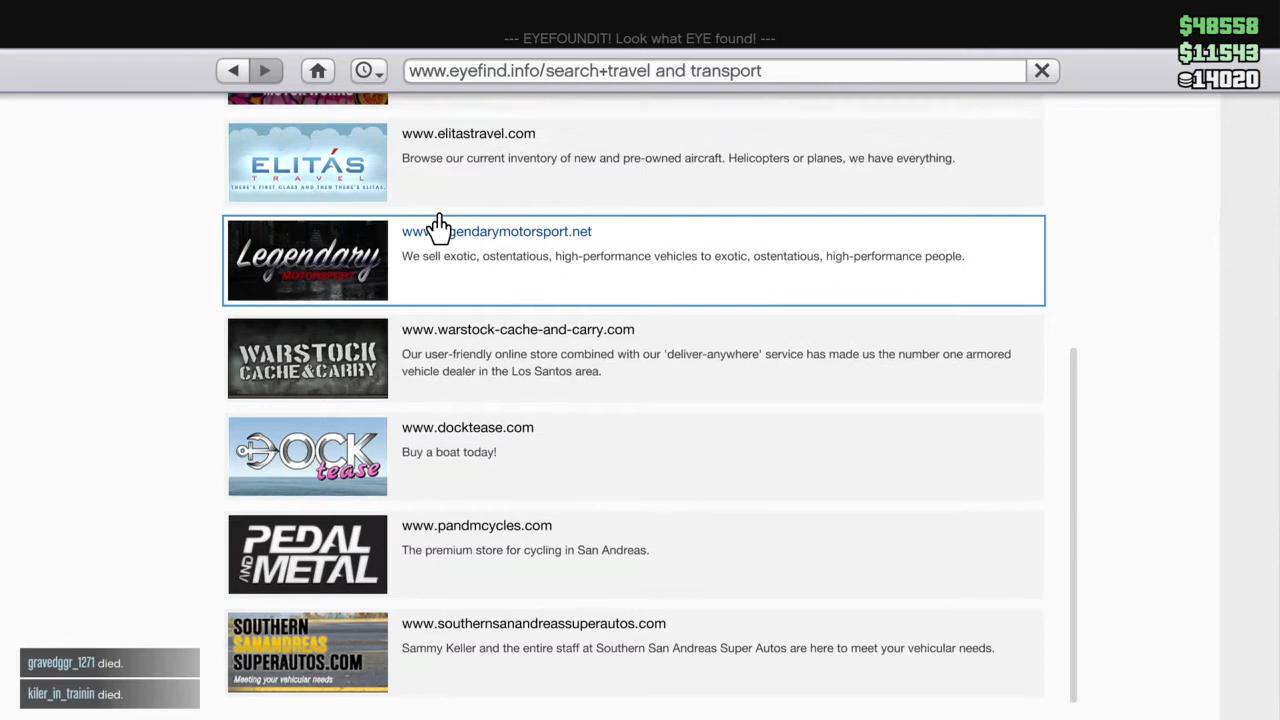 --- EYEFOUNDIT! Look what EYE found! ---
$48558
$11543
14020
www.eyefind.info/search+travel and transport
www.elitastravel.com
Browse our current inventory of new and pre-owned aircraft. Helicopters or planes, we have everything.
ELITÁS
TRAVEL
THERE'S FIRST CLASS AND THEN THERE'S ELITAS.
www.legendarymotorsport.net
We sell exotic, ostentatious, high-performance vehicles to exotic, ostentatious, high-performance people.
Legendary
MOTORSPORT
www.warstock-cache-and-carry.com
Our user-friendly online store combined with our 'deliver-anywhere' service has made us the number one armored
vehicle dealer in the Los Santos area.
WARSTOCK
CACHE&CARRY
www.docktease.com
Buy a boat today!
DOCK
tease
www.pandmcycles.com
The premium store for cycling in San Andreas.
PEDAL
AND METAL
www.southernsanandreassuperautos.com
Sammy Keller and the entire staff at Southern San Andreas Super Autos are here to meet your vehicular needs.
SOUTHERN
SANANDREAS
SUPERAUTOS.COM
Meeting your vehicular needs
gravedggr_1271 died.
kiler_in_trainin died.